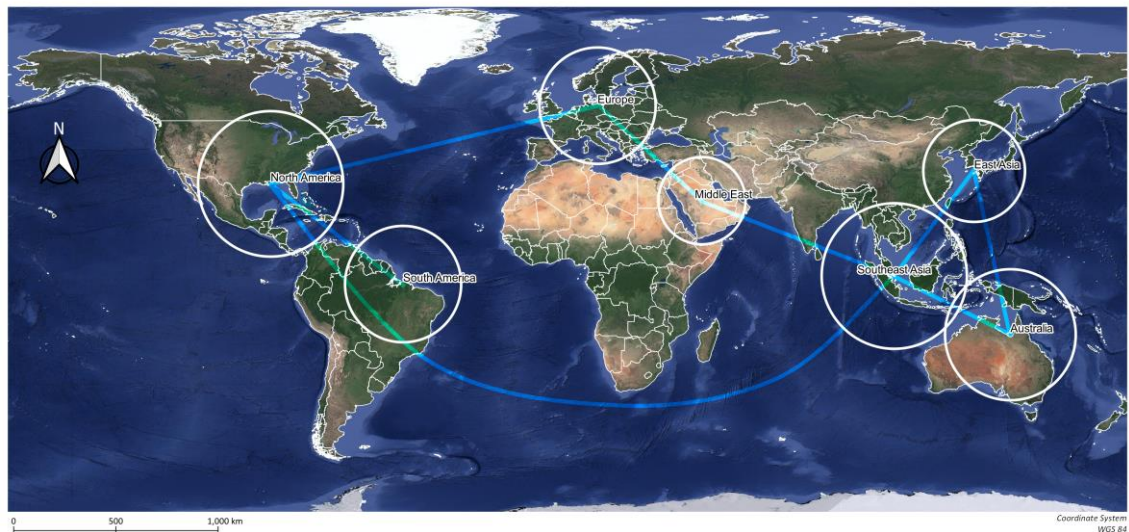 N
Europe
East Asia
North America
Middle East
Southeast Asia
South America
Australia
0 500 1,000 km
Coordinate System
WGS 84